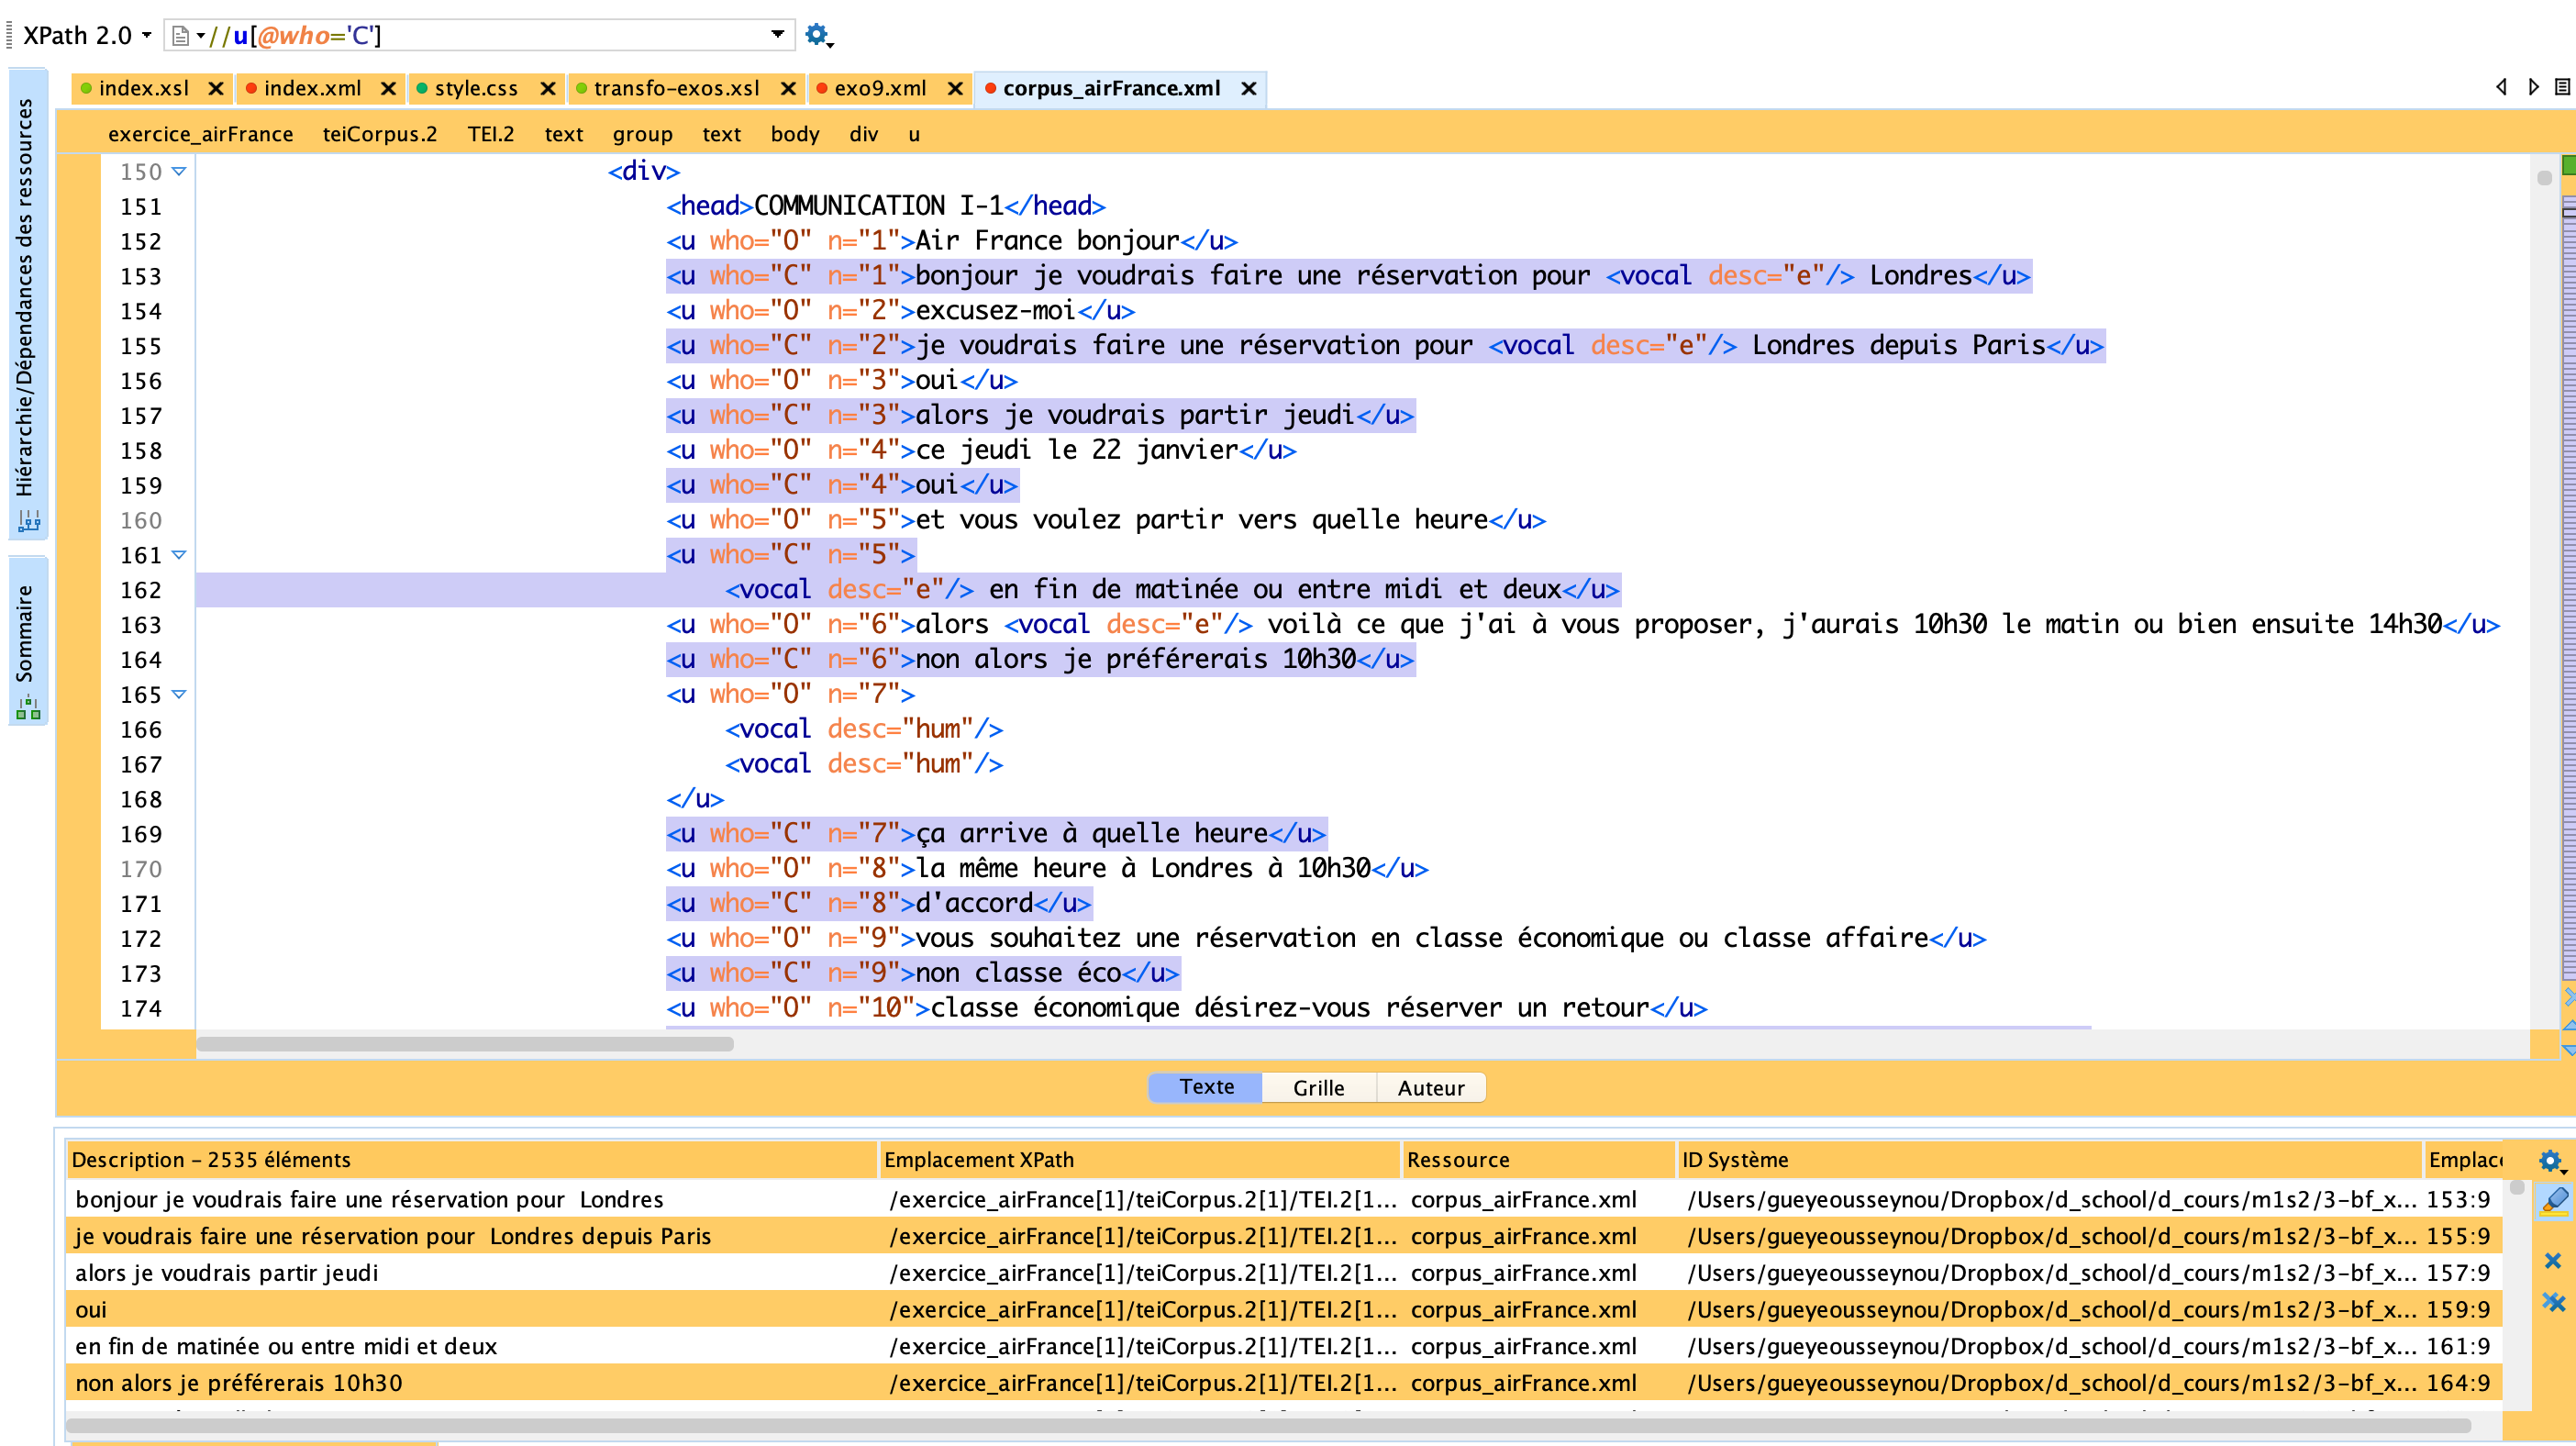 XPath 2.0 //u[@who='C']
index.xsl index.xml style.css transfo-exos.xsl exo9.xml corpus_airFrance.xml
exercice_airFrance teiCorpus.2 TEI.2 text group text body div u
Hiérarchie/Dépendances des ressources
Sommaire
150 <div>
151 <head>COMMUNICATION I-1</head>
152 <u who="O" n="1">Air France bonjour</u>
153 <u who="C" n="1">bonjour je voudrais faire une réservation pour <vocal desc="e"/> Londres</u>
154 <u who="O" n="2">excusez-moi</u>
155 <u who="C" n="2">je voudrais faire une réservation pour <vocal desc="e"/> Londres depuis Paris</u>
156 <u who="O" n="3">oui</u>
157 <u who="C" n="3">alors je voudrais partir jeudi</u>
158 <u who="O" n="4">ce jeudi le 22 janvier</u>
159 <u who="C" n="4">oui</u>
160 <u who="O" n="5">et vous voulez partir vers quelle heure</u>
161 <u who="C" n="5">
162 <vocal desc="e"/> en fin de matinée ou entre midi et deux</u>
163 <u who="O" n="6">alors <vocal desc="e"/> voilà ce que j'ai à vous proposer, j'aurais 10h30 le matin ou bien ensuite 14h30</u>
164 <u who="C" n="6">non alors je préférerais 10h30</u>
165 <u who="O" n="7">
166 <vocal desc="hum"/>
167 <vocal desc="hum"/>
168 </u>
169 <u who="C" n="7">ça arrive à quelle heure</u>
170 <u who="O" n="8">la même heure à Londres à 10h30</u>
171 <u who="C" n="8">d'accord</u>
172 <u who="O" n="9">vous souhaitez une réservation en classe économique ou classe affaire</u>
173 <u who="C" n="9">non classe éco</u>
174 <u who="O" n="10">classe économique désirez-vous réserver un retour</u>
Texte Grille Auteur
Description – 2535 éléments Emplacement XPath Ressource ID Système Emplac
bonjour je voudrais faire une réservation pour Londres /exercice_airFrance[1]/teiCorpus.2[1]/TEI.2[1... corpus_airFrance.xml /Users/gueyeousseynou/Dropbox/d_school/d_cours/m1s2/3-bf_x... 153:9
je voudrais faire une réservation pour Londres depuis Paris /exercice_airFrance[1]/teiCorpus.2[1]/TEI.2[1... corpus_airFrance.xml /Users/gueyeousseynou/Dropbox/d_school/d_cours/m1s2/3-bf_x... 155:9
alors je voudrais partir jeudi /exercice_airFrance[1]/teiCorpus.2[1]/TEI.2[1... corpus_airFrance.xml /Users/gueyeousseynou/Dropbox/d_school/d_cours/m1s2/3-bf_x... 157:9
oui /exercice_airFrance[1]/teiCorpus.2[1]/TEI.2[1... corpus_airFrance.xml /Users/gueyeousseynou/Dropbox/d_school/d_cours/m1s2/3-bf_x... 159:9
en fin de matinée ou entre midi et deux /exercice_airFrance[1]/teiCorpus.2[1]/TEI.2[1... corpus_airFrance.xml /Users/gueyeousseynou/Dropbox/d_school/d_cours/m1s2/3-bf_x... 161:9
non alors je préférerais 10h30 /exercice_airFrance[1]/teiCorpus.2[1]/TEI.2[1... corpus_airFrance.xml /Users/gueyeousseynou/Dropbox/d_school/d_cours/m1s2/3-bf_x... 164:9